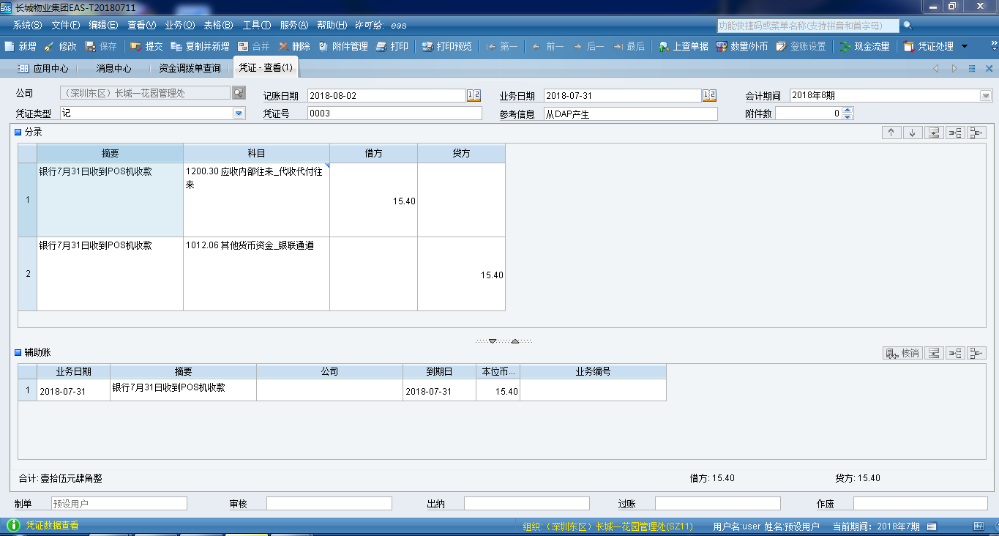 EAS 长城物业集团EAS-T20180711
系统(S) 文件(F) 编辑(E) 查看(V) 业务(O) 表格(B) 工具(T) 服务(A) 帮助(H) 许可给: eas 功能快捷码或菜单名称(支持拼音和首字母)
新增 修改 保存 提交 复制并新增 合并 删除 附件管理 打印 打印预览 第一 前一 后一 最后 上查单据 数量/外币 登账设置 现金流量 凭证处理
应用中心 消息中心 资金调拨单查询 凭证 - 查看(1)
公司 (深圳东区) 长城—花园管理处 记账日期 2018-08-02 业务日期 2018-07-31 会计期间 2018年8期
凭证类型 记 凭证号 0003 参考信息 从DAP产生 附件数 0
分录
摘要 科目 借方 贷方
1 银行7月31日收到POS机收款 1200.30 应收内部往来_代收代付往
来
15.40
2 银行7月31日收到POS机收款 1012.06 其他货币资金_银联通道
15.40
辅助账 核销
业务日期 摘要 公司 到期日 本位币... 业务编号
1 2018-07-31 银行7月31日收到POS机收款 2018-07-31 15.40
合计: 壹拾伍元肆角整 借方: 15.40 贷方: 15.40
制单 预设用户 审核 出纳 过账 作废
凭证数据查看 组织:(深圳东区) 长城—花园管理处(SZ11) 用户名:user 姓名:预设用户 当前期间: 2018年7期